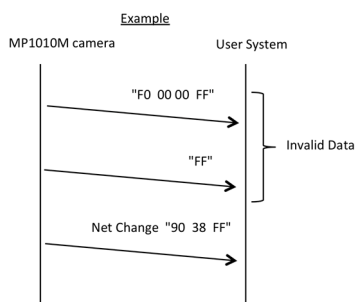 Example
MP1010M camera
User System
"F0 00 00 FF"
Invalid Data
"FF"
Net Change "90 38 FF"